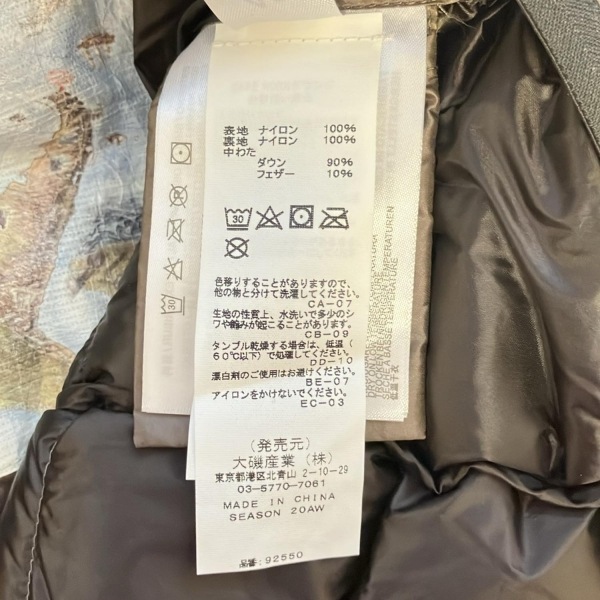 表地 ナイロン 100%
裏地 ナイロン 100%
中わた
ダウン 90%
フェザー 10%
30
色移りすることがありますので、
他の物と分けて洗濯してください。
CA-07
生地の性質上、水洗いで多少のシ
ワや縮みが起こることがあります。
CB-09
タンブル乾燥する場合は、低温(
60℃以下)で処理してください。
DD-10
漂白剤のご使用はお避けください。
BE-07
アイロンをかけないでください。
EC-03
(発売元)
大磯産業(株)
東京都港区北青山 2-10-29
03-5770-7061
MADE IN CHINA
SEASON 20AW
品番:92550
30
低温干衣